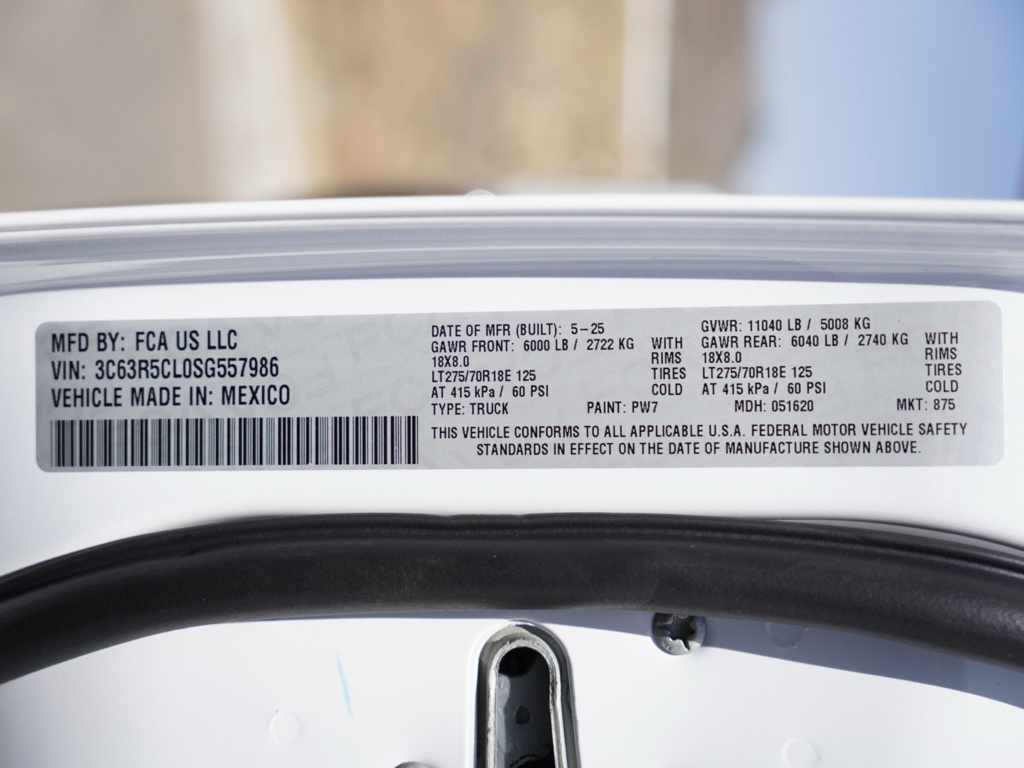 MFD BY: FCA US LLC
VIN: 3C63R5CL0SG557986
VEHICLE MADE IN: MEXICO
DATE OF MFR (BUILT): 5-25
GAWR FRONT: 6000 LB / 2722 KG WITH
18X8.0 RIMS
LT275/70R18E 125 TIRES
AT 415 kPa / 60 PSI COLD
GVWR: 11040 LB / 5008 KG
GAWR REAR: 6040 LB / 2740 KG WITH
18X8.0 RIMS
LT275/70R18E 125 TIRES
AT 415 kPa / 60 PSI COLD
TYPE: TRUCK PAINT: PW7 MDH: 051620 MKT: 875
THIS VEHICLE CONFORMS TO ALL APPLICABLE U.S.A. FEDERAL MOTOR VEHICLE SAFETY
STANDARDS IN EFFECT ON THE DATE OF MANUFACTURE SHOWN ABOVE.